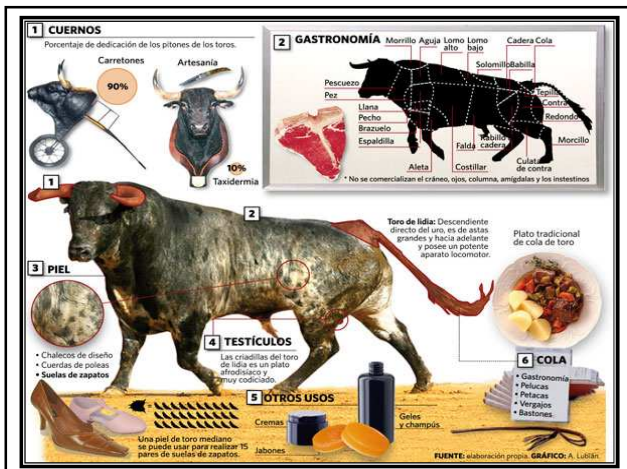 1 CUERNOS
Porcentaje de dedicación de los pitones de los toros.
Carretones
90%
Artesanía
10%
Taxidermia
2 GASTRONOMÍA
Morrillo
Aguja
Lomo
alto
Lomo
bajo
Cadera
Cola
Solomillo
Babilla
Pescuezo
Pez
Llana
Pecho
Brazuelo
Espaldilla
Aleta
Costillar
Falda
Rabillo
cadera
Culata
de contra
Tepilla
Contra
Redondo
Morcillo
* No se comercializan el cráneo, ojos, columna, amígdalas y los instestinos
1
2
Toro de lidia: Descendiente
directo del uro, es de astas
grandes y hacia adelante
y posee un potente
aparato locomotor.
Plato tradicional
de cola de toro
3 PIEL
• Chalecos de diseño
• Cuerdas de poleas
• Suelas de zapatos
=
Una piel de toro mediano
se puede usar para realizar 15
pares de suelas de zapatos.
4 TESTÍCULOS
Las criadillas del toro
de lidia es un plato
afrodisiaco y
muy codiciado.
5 OTROS USOS
Cremas
Jabones
Geles
y champús
6 COLA
• Gastronomía
• Pelucas
• Petacas
• Vergajos
• Bastones
FUENTE: elaboración propia. GRÁFICO: A. Lublán.